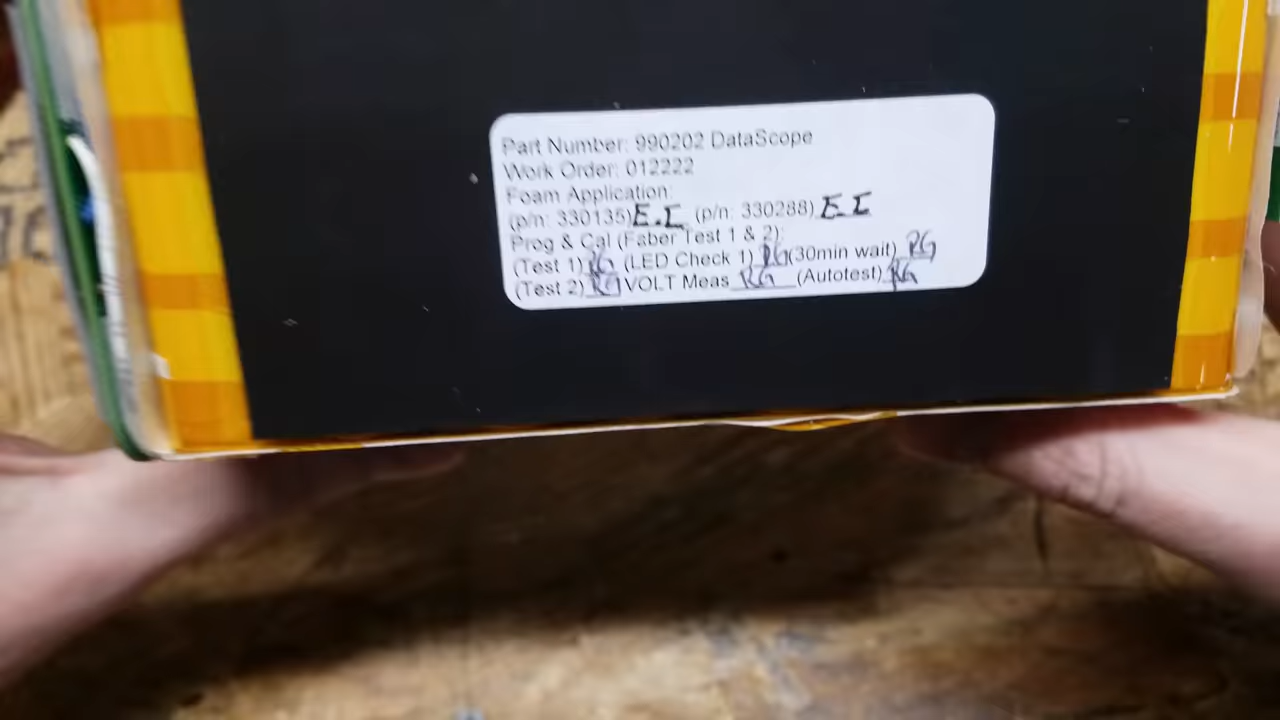 Part Number: 990202 DataScope
Work Order: 012222
Foam Application:
(p/n: 330135) E.C (p/n: 330288) E C
Prog & Cal (Faber Test 1 & 2):
(Test 1) RG (LED Check 1) RG (30min wait) RG
(Test 2) RG VOLT Meas RG (Autotest) RG